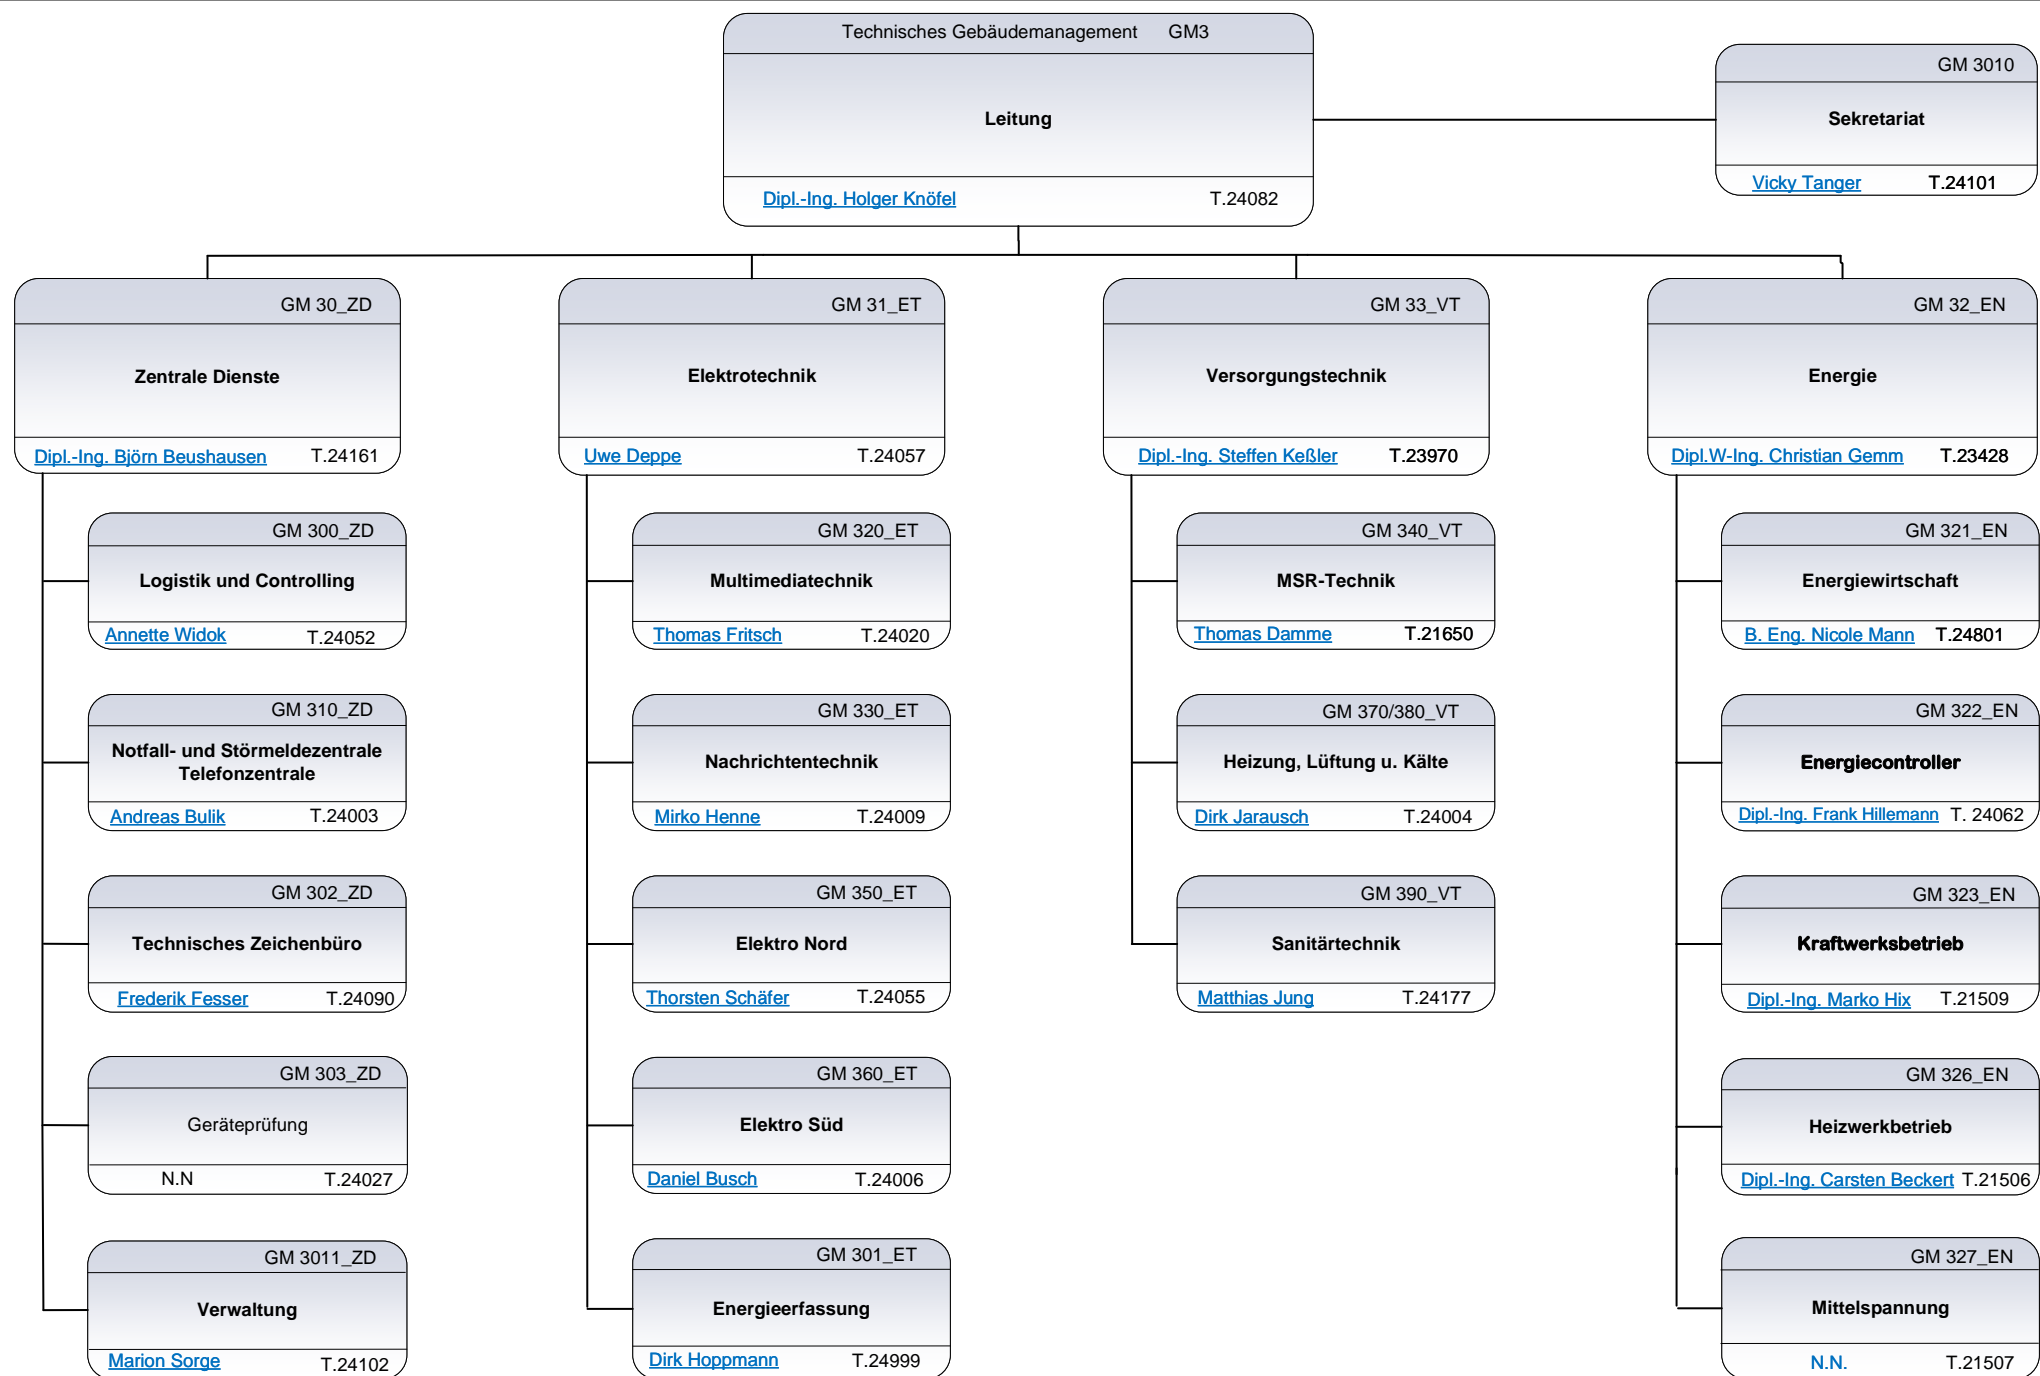 Technisches Gebäudemanagement GM3
Leitung
Dipl.-Ing. Holger Knöfel T.24082
GM 3010
Sekretariat
Vicky Tanger T.24101
GM 30_ZD
Zentrale Dienste
Dipl.-Ing. Björn Beushausen T.24161
GM 300_ZD
Logistik und Controlling
Annette Widok T.24052
GM 310_ZD
Notfall- und Störmeldezentrale
Telefonzentrale
Andreas Bulik T.24003
GM 302_ZD
Technisches Zeichenbüro
Frederik Fesser T.24090
GM 303_ZD
Geräteprüfung
N.N T.24027
GM 3011_ZD
Verwaltung
Marion Sorge T.24102
GM 31_ET
Elektrotechnik
Uwe Deppe T.24057
GM 320_ET
Multimediatechnik
Thomas Fritsch T.24020
GM 330_ET
Nachrichtentechnik
Mirko Henne T.24009
GM 350_ET
Elektro Nord
Thorsten Schäfer T.24055
GM 360_ET
Elektro Süd
Daniel Busch T.24006
GM 301_ET
Energieerfassung
Dirk Hoppmann T.24999
GM 33_VT
Versorgungstechnik
Dipl.-Ing. Steffen Keßler T.23970
GM 340_VT
MSR-Technik
Thomas Damme T.21650
GM 370/380_VT
Heizung, Lüftung u. Kälte
Dirk Jarausch T.24004
GM 390_VT
Sanitärtechnik
Matthias Jung T.24177
GM 32_EN
Energie
Dipl.W-Ing. Christian Gemm T.23428
GM 321_EN
Energiewirtschaft
B. Eng. Nicole Mann T.24801
GM 322_EN
Energiecontroller
Dipl.-Ing. Frank Hillemann T. 24062
GM 323_EN
Kraftwerksbetrieb
Dipl.-Ing. Marko Hix T.21509
GM 326_EN
Heizwerkbetrieb
Dipl.-Ing. Carsten Beckert T.21506
GM 327_EN
Mittelspannung
N.N. T.21507